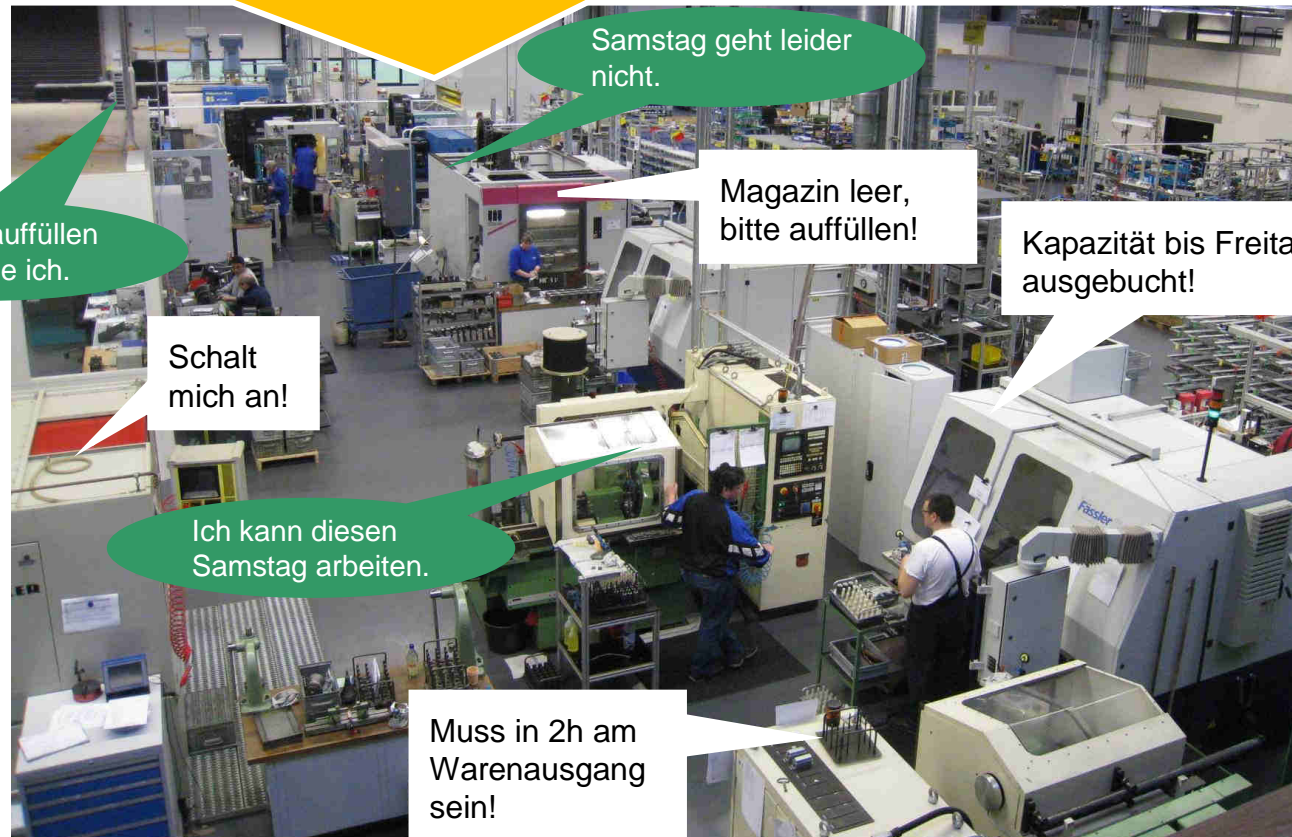 Samstag geht leider
nicht.
Magazin leer,
bitte auffüllen!
auffüllen
e ich.
Kapazität bis Freita
ausgebucht!
Schalt
mich an!
Fässler
Ich kann diesen
Samstag arbeiten.
Muss in 2h am
Warenausgang
sein!